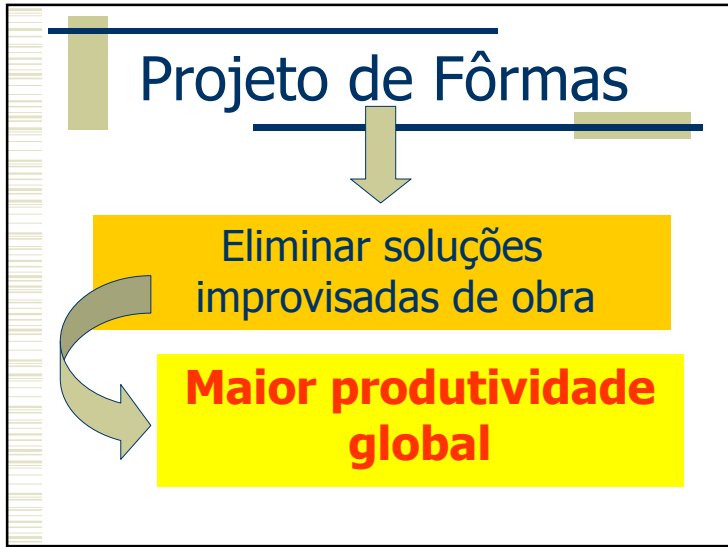 Projeto de Fôrmas
Eliminar soluções
improvisadas de obra
Maior produtividade
global